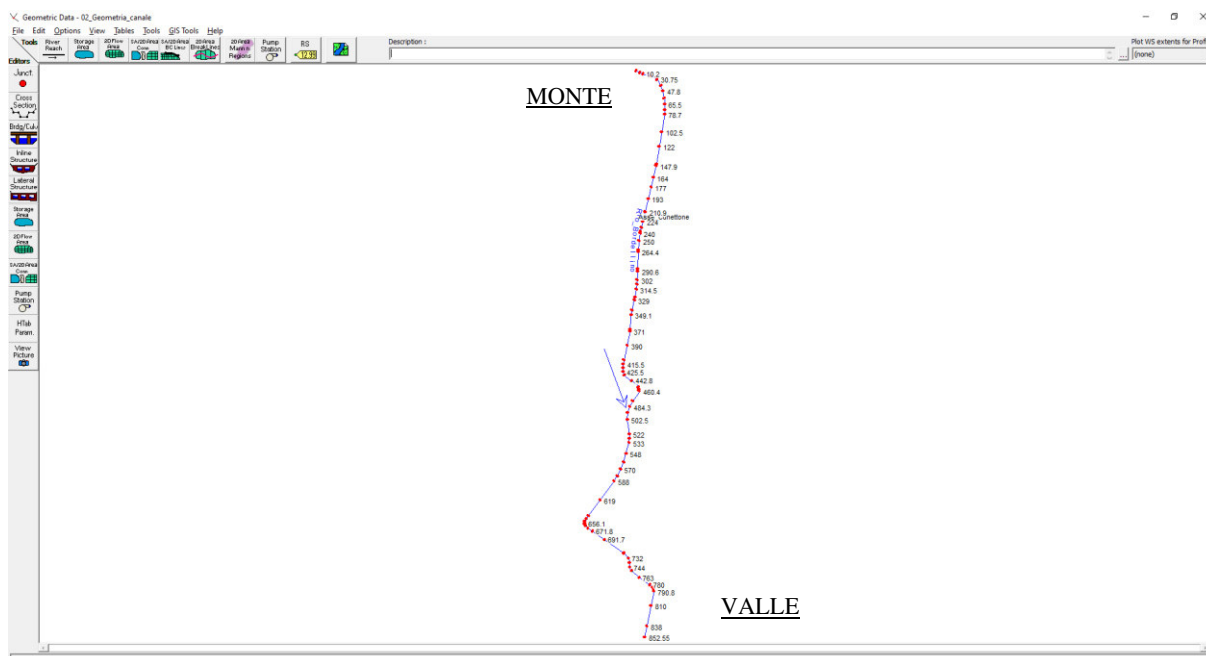 Geometric Data - 02_Geometria_canale
File Edit Options View Tables Tools GIS Tools Help
Tools
River Reach
Storage Area
2D Flow Area
SA/2D Area Conn
SA/2D Area BC Lines
2D Area BreakLines
2D Area Mann n Regions
Pump Station
RS
Description :
Plot WS extents for Profi
(none)
Editors
Junct.
Cross Section
Brdg/Culv
Inline Structure
Lateral Structure
Storage Area
2D Flow Area
SA/2D Area Conn
Pump Station
HTab Param.
View Picture
MONTE
10.2
30.75
47.8
65.5
78.7
102.5
122
147.9
164
177
193
210.9
224
240
250
264.4
290.6
302
314.5
329
349.1
371
390
415.5
425.5
442.8
460.4
484.3
502.5
522
533
548
570
588
619
656.1
671.8
691.7
732
744
763
780
790.8
810
838
852.55
VALLE